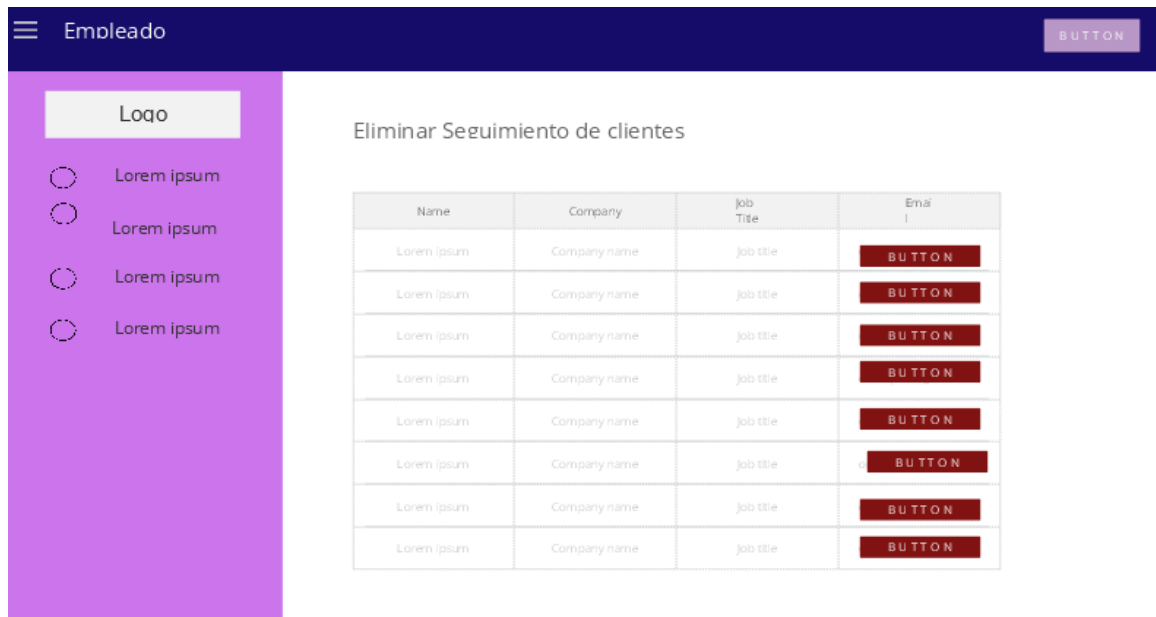 Empleado
BUTTON
Logo
Lorem ipsum
Lorem ipsum
Lorem ipsum
Lorem ipsum
Eliminar Seguimiento de clientes
Name Company Job Title Email
Lorem ipsum Company name Job title BUTTON
Lorem ipsum Company name Job title BUTTON
Lorem ipsum Company name Job title BUTTON
Lorem ipsum Company name Job title BUTTON
Lorem ipsum Company name Job title BUTTON
Lorem ipsum Company name Job title BUTTON
Lorem ipsum Company name Job title BUTTON
Lorem ipsum Company name Job title BUTTON